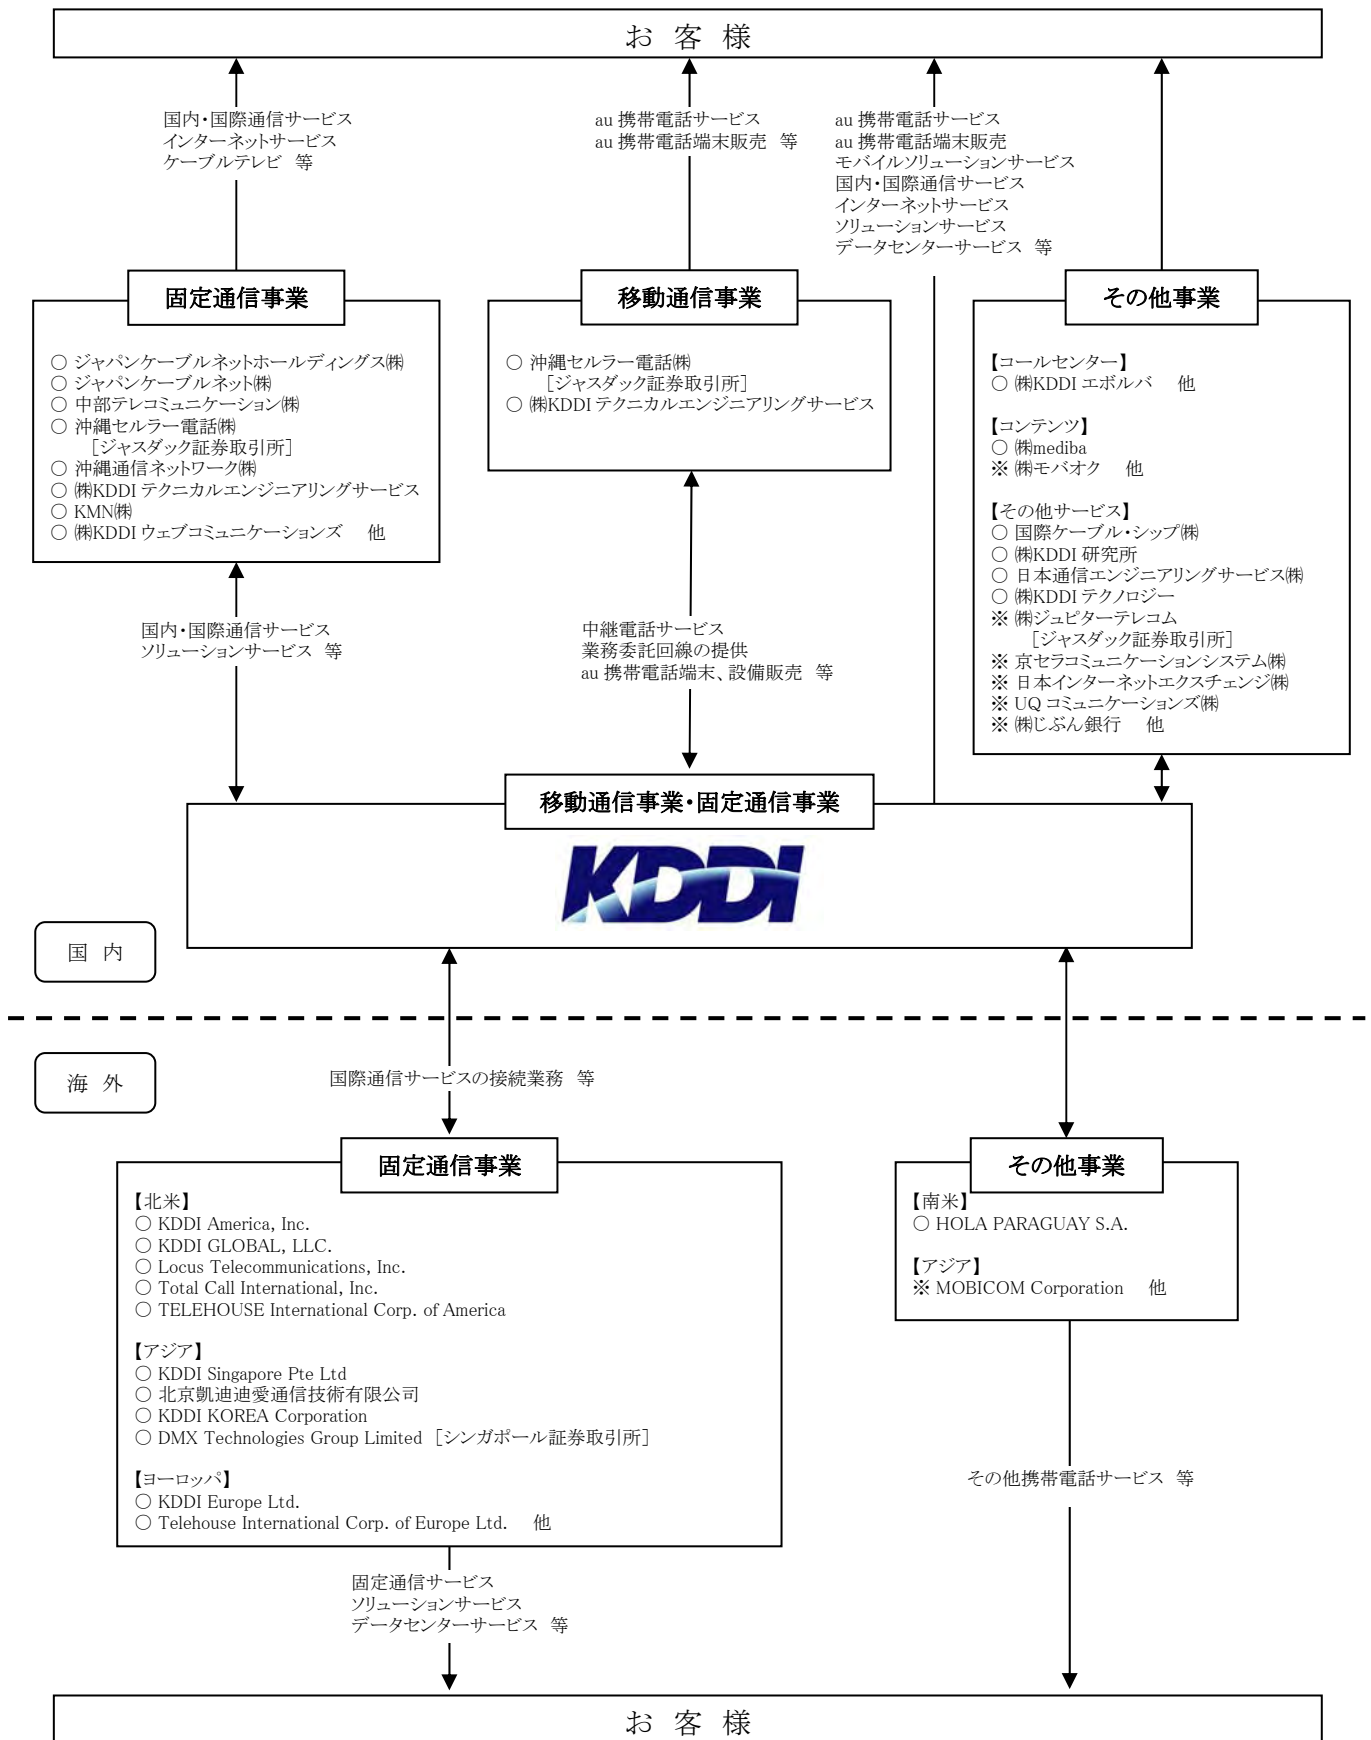 お 客 様
国内・国際通信サービス
インターネットサービス
ケーブルテレビ 等
au 携帯電話サービス
au 携帯電話端末販売 等
au 携帯電話サービス
au 携帯電話端末販売
モバイルソリューションサービス
国内・国際通信サービス
インターネットサービス
ソリューションサービス
データセンターサービス 等
固定通信事業
○ ジャパンケーブルネットホールディングス㈱
○ ジャパンケーブルネット㈱
○ 中部テレコミュニケーション㈱
○ 沖縄セルラー電話㈱
［ジャスダック証券取引所］
○ 沖縄通信ネットワーク㈱
○ ㈱KDDI テクニカルエンジニアリングサービス
○ KMN㈱
○ ㈱KDDI ウェブコミュニケーションズ 他
移動通信事業
○ 沖縄セルラー電話㈱
［ジャスダック証券取引所］
○ ㈱KDDI テクニカルエンジニアリングサービス
その他事業
【コールセンター】
○ ㈱KDDI エボルバ 他
【コンテンツ】
○ ㈱mediba
※ ㈱モバオク 他
【その他サービス】
○ 国際ケーブル・シップ㈱
○ ㈱KDDI 研究所
○ 日本通信エンジニアリングサービス㈱
○ ㈱KDDI テクノロジー
※ ㈱ジュピターテレコム
［ジャスダック証券取引所］
※ 京セラコミュニケーションシステム㈱
※ 日本インターネットエクスチェンジ㈱
※ UQ コミュニケーションズ㈱
※ ㈱じぶん銀行 他
国内・国際通信サービス
ソリューションサービス 等
中継電話サービス
業務委託回線の提供
au 携帯電話端末、設備販売 等
移動通信事業・固定通信事業
KDDI
国 内
海 外
国際通信サービスの接続業務 等
固定通信事業
【北米】
○ KDDI America, Inc.
○ KDDI GLOBAL, LLC.
○ Locus Telecommunications, Inc.
○ Total Call International, Inc.
○ TELEHOUSE International Corp. of America
【アジア】
○ KDDI Singapore Pte Ltd
○ 北京凱迪迪愛通信技術有限公司
○ KDDI KOREA Corporation
○ DMX Technologies Group Limited ［シンガポール証券取引所］
【ヨーロッパ】
○ KDDI Europe Ltd.
○ Telehouse International Corp. of Europe Ltd. 他
その他事業
【南米】
○ HOLA PARAGUAY S.A.
【アジア】
※ MOBICOM Corporation 他
その他携帯電話サービス 等
固定通信サービス
ソリューションサービス
データセンターサービス 等
お 客 様